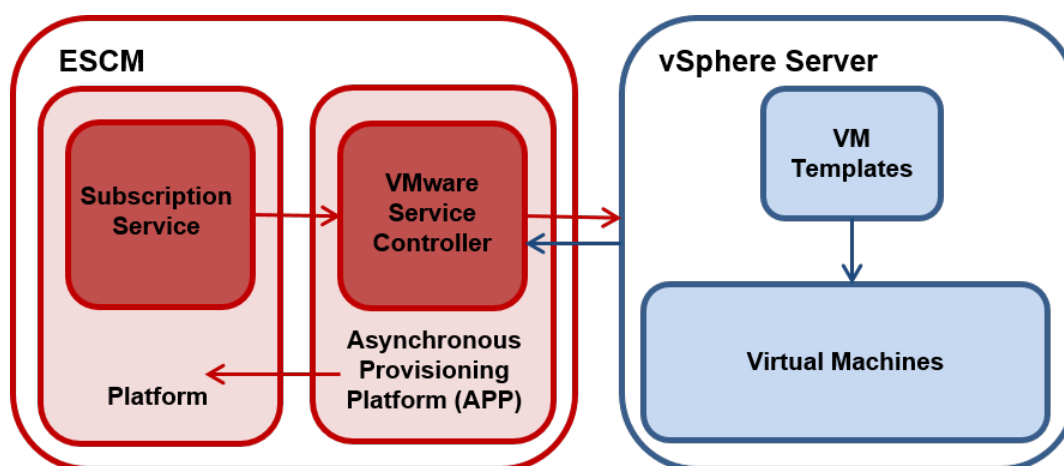 ESCM
Subscription
Service
Platform
VMware
Service
Controller
Asynchronous
Provisioning
Platform (APP)
vSphere Server
VM
Templates
Virtual Machines